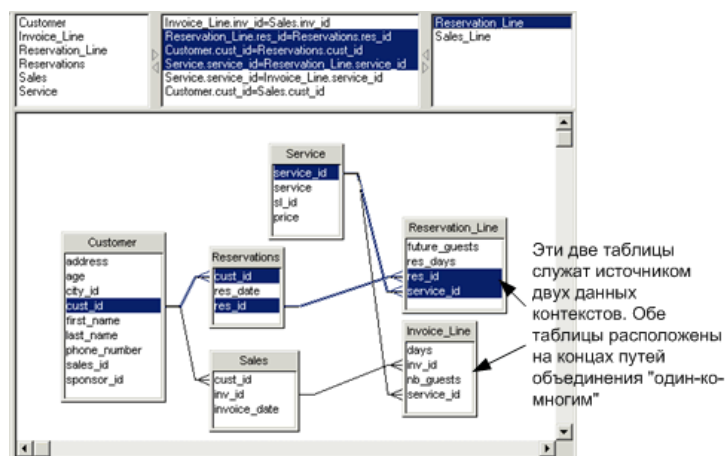 Customer
Invoice_Line
Reservation_Line
Reservations
Sales
Service
Invoice_Line.inv_id=Sales.inv_id
Reservation_Line.res_id=Reservations.res_id
Customer.cust_id=Reservations.cust_id
Service.service_id=Reservation_Line.service_id
Service.service_id=Invoice_Line.service_id
Customer.cust_id=Sales.cust_id
Reservation_Line
Sales_Line
Service
service_id
service
sl_id
price
Customer
address
age
city_id
cust_id
first_name
last_name
phone_number
sales_id
sponsor_id
Reservations
cust_id
res_date
res_id
Sales
cust_id
inv_id
invoice_date
Reservation_Line
future_guests
res_days
res_id
service_id
Invoice_Line
days
inv_id
nb_guests
service_id
Эти две таблицы
служат источником
двух данных
контекстов. Обе
таблицы расположены
на концах путей
объединения "один-ко-
многим"